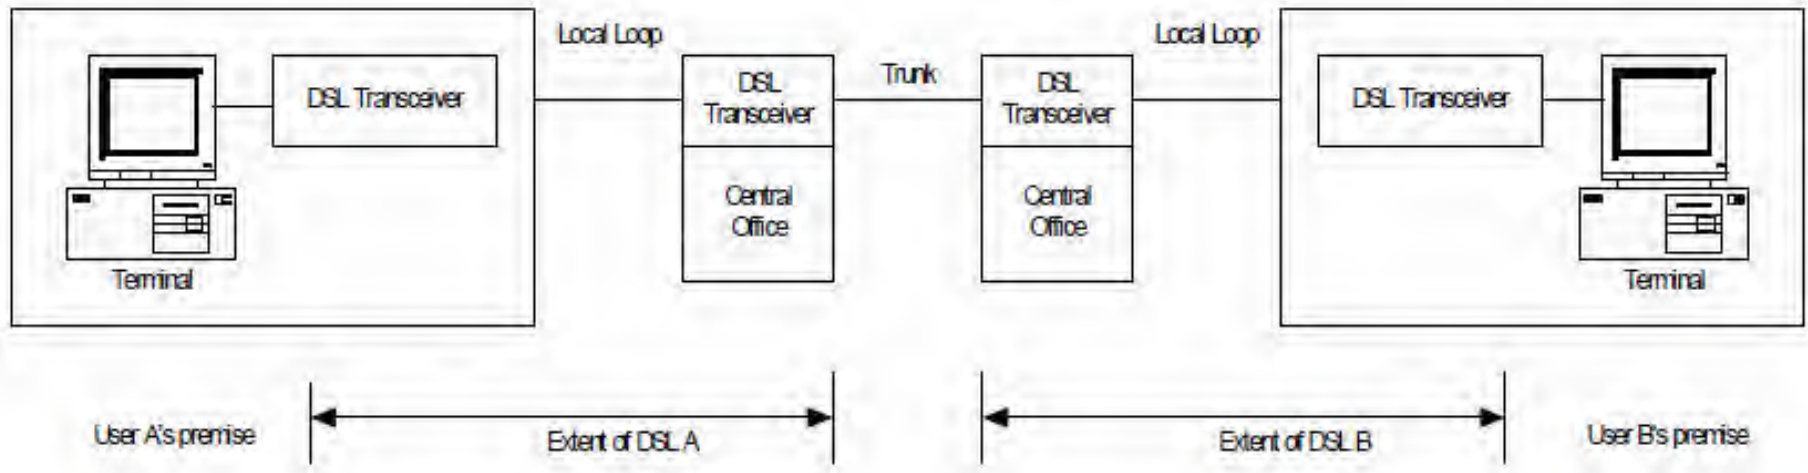 Local Loop
Local Loop
DSL Transceiver
DSL
Transceiver
Trunk
DSL
Transceiver
DSL Transceiver
Central
Office
Central
Office
Terminal
Terminal
User A's premise
Extent of DSL A
Extent of DSL B
User B's premise